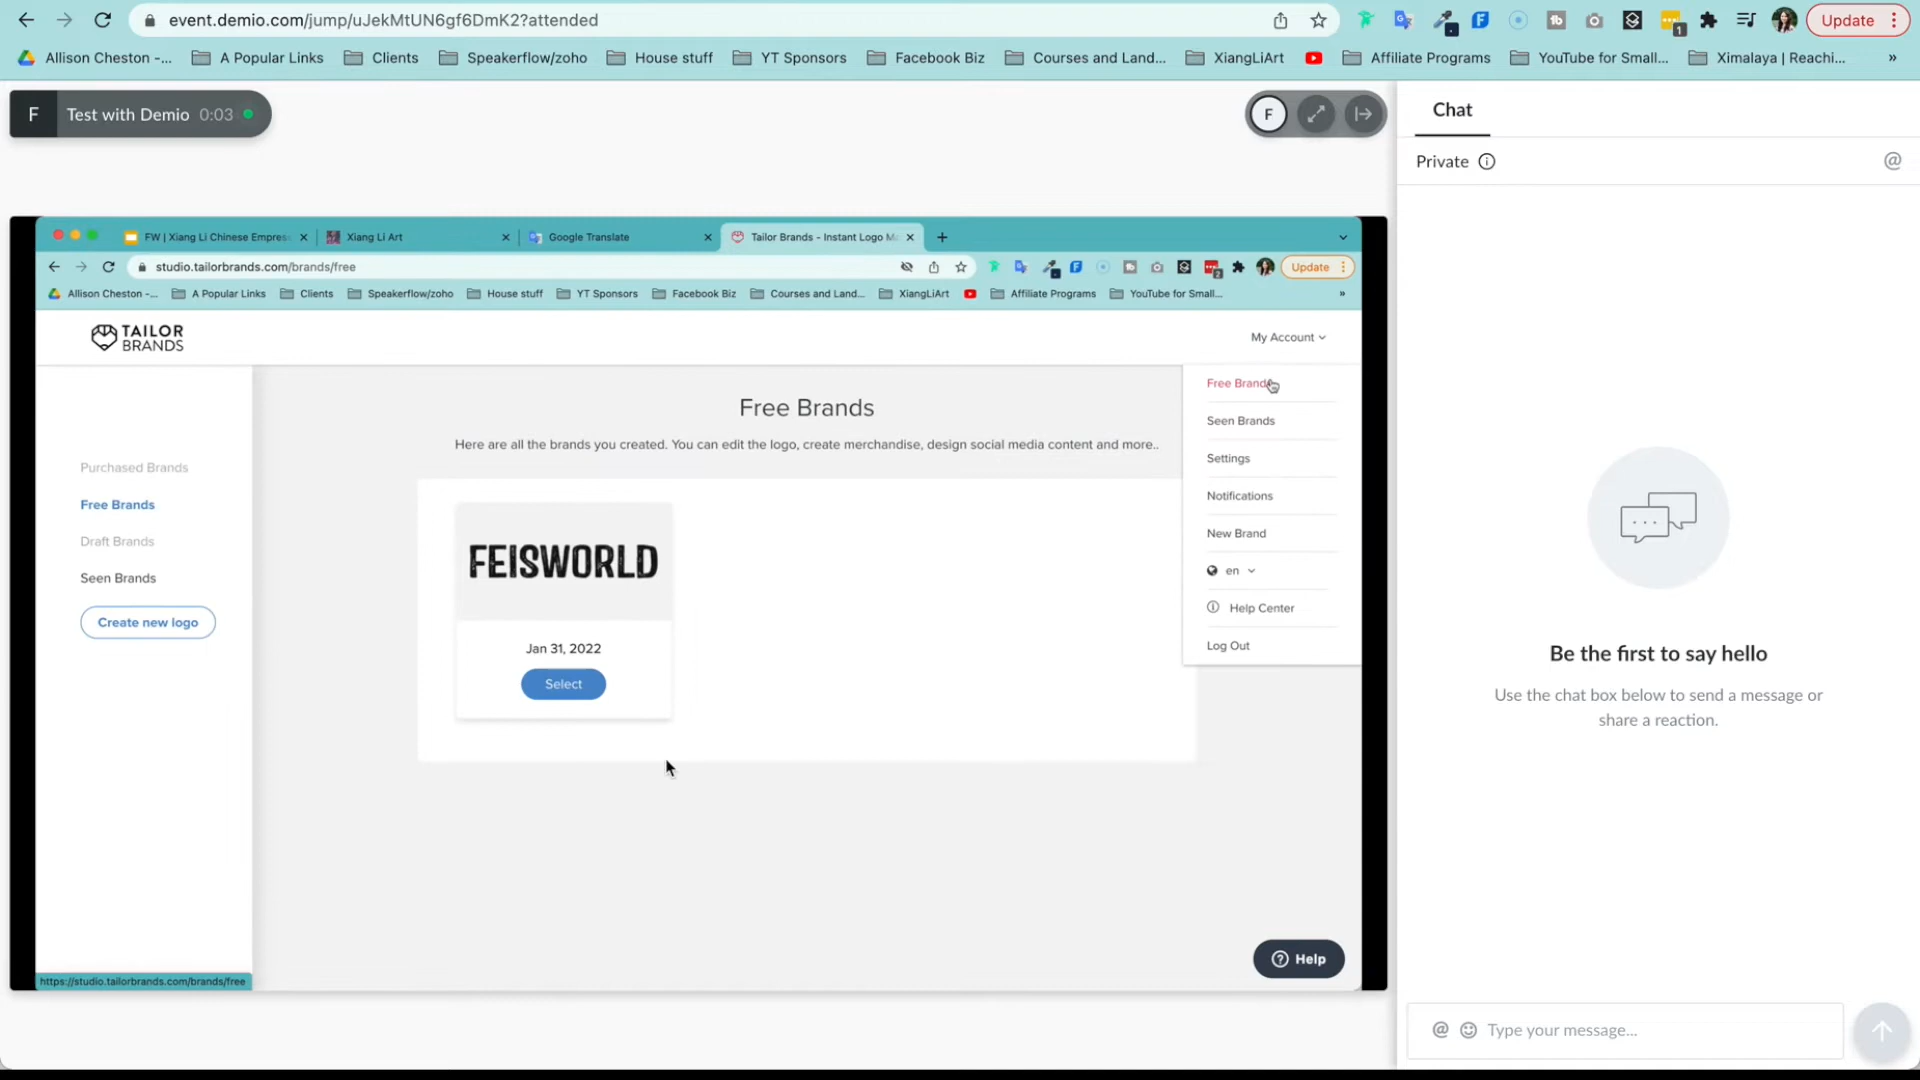 event.demio.com/jump/uJekMtUN6gf6DmK2?attended
Update
1
Allison Cheston -...
A Popular Links
Clients
Speakerflow/zoho
House stuff
YT Sponsors
Facebook Biz
Courses and Land...
XiangLiArt
Affiliate Programs
YouTube for Small...
Ximalaya | Reachi...
»
F
Test with Demio 0:03
F
Chat
Private
@
FW | Xiang Li Chinese Empres
Xiang Li Art
Google Translate
Tailor Brands - Instant Logo M
studio.tailorbrands.com/brands/free
2
Update
Allison Cheston -...
A Popular Links
Clients
Speakerflow/zoho
House stuff
YT Sponsors
Facebook Biz
Courses and Land...
XiangLiArt
Affiliate Programs
YouTube for Small...
»
TAILOR
BRANDS
My Account
Purchased Brands
Free Brands
Draft Brands
Seen Brands
Create new logo
Free Brands
Here are all the brands you created. You can edit the logo, create merchandise, design social media content and more..
FEISWORLD
Jan 31, 2022
Select
Free Brands
Seen Brands
Settings
Notifications
New Brand
en
Help Center
Log Out
Help
https://studio.tailorbrands.com/brands/free
Be the first to say hello
Use the chat box below to send a message or
share a reaction.
@ Type your message...